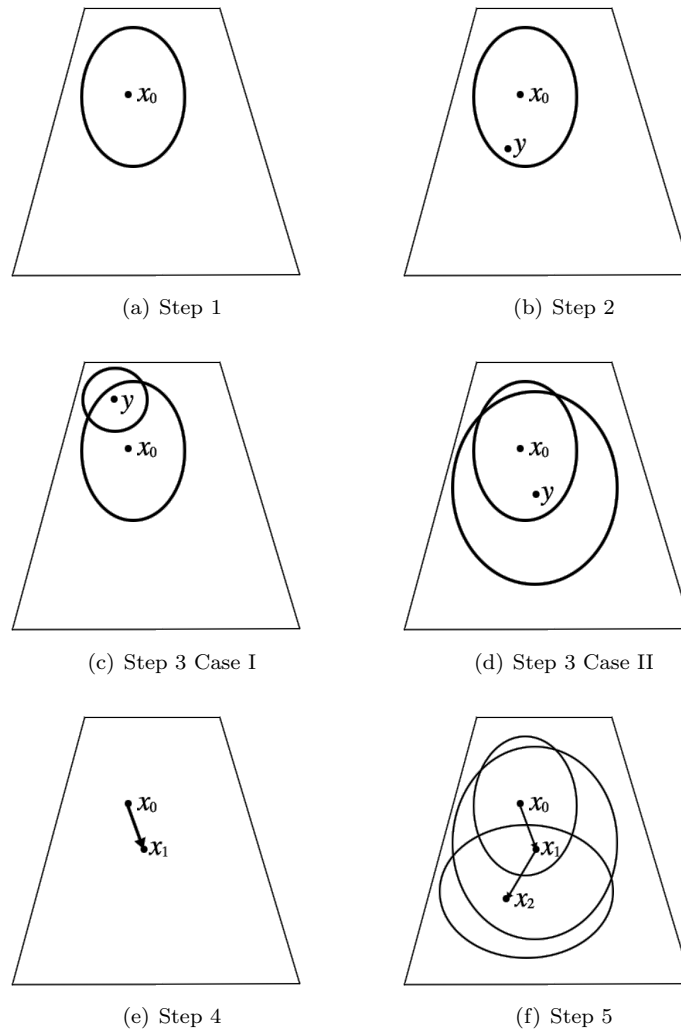 x₀
x₀
y
(a) Step 1
(b) Step 2
y
x₀
x₀
y
(c) Step 3 Case I
(d) Step 3 Case II
x₀
x₁
x₀
x₁
x₂
(e) Step 4
(f) Step 5